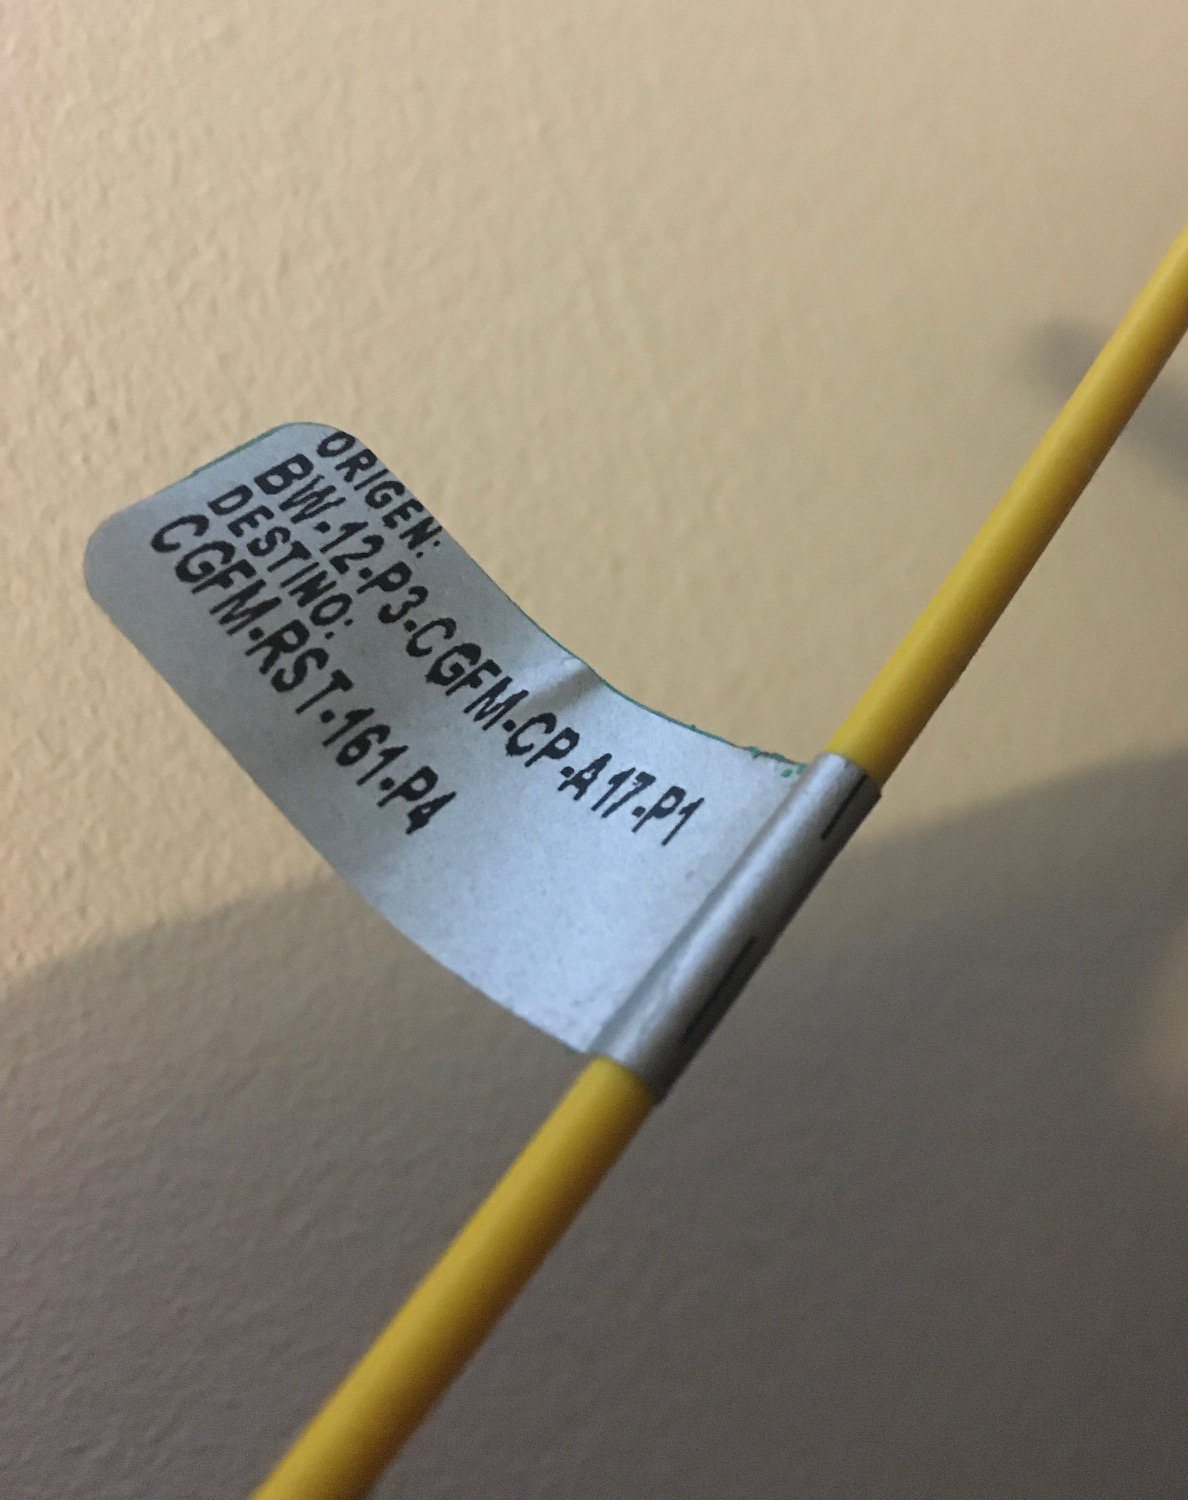 ORIGEN:
BW-12-P3-CGFM-CP-A17-P1
DESTINO:
CGFM-RST-161-P4